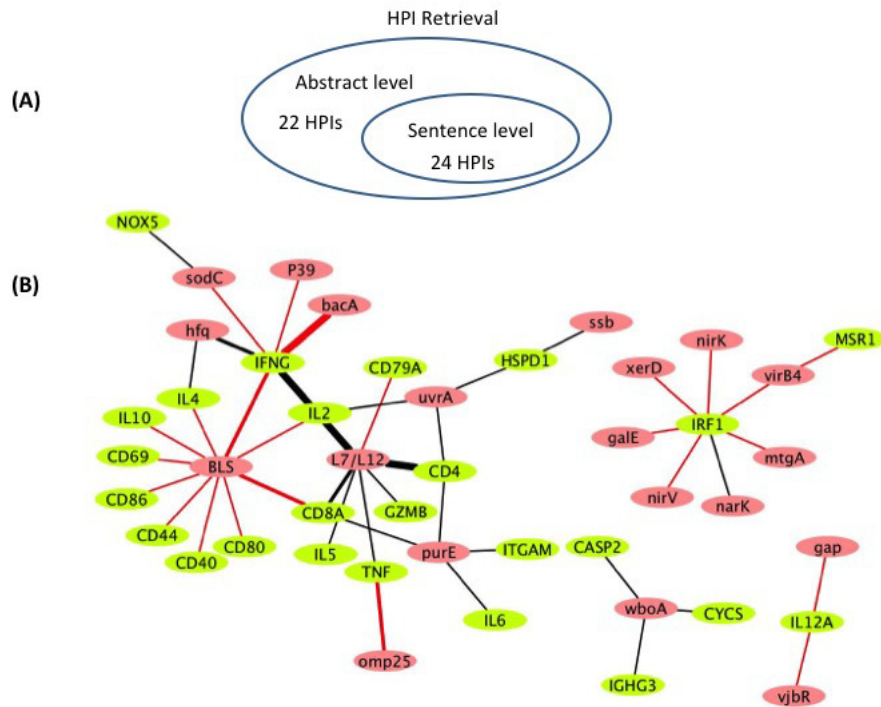 HPI Retrieval
(A)
Abstract level
22 HPIs
Sentence level
24 HPIs
(B)
NOX5
sodC
P39
bacA
hfq
IFNG
CD79A
HSPD1
ssb
nirK
MSR1
xerD
virB4
IL4
IL10
IL2
uvrA
galE
IRF1
CD69
BLS
L7/L12
CD4
mtgA
CD86
nirV
narK
CD44
CD40
CD80
CD8A
GZMB
IL5
TNF
purE
ITGAM
CASP2
gap
IL6
wboA
CYCS
IL12A
omp25
IGHG3
vjbR